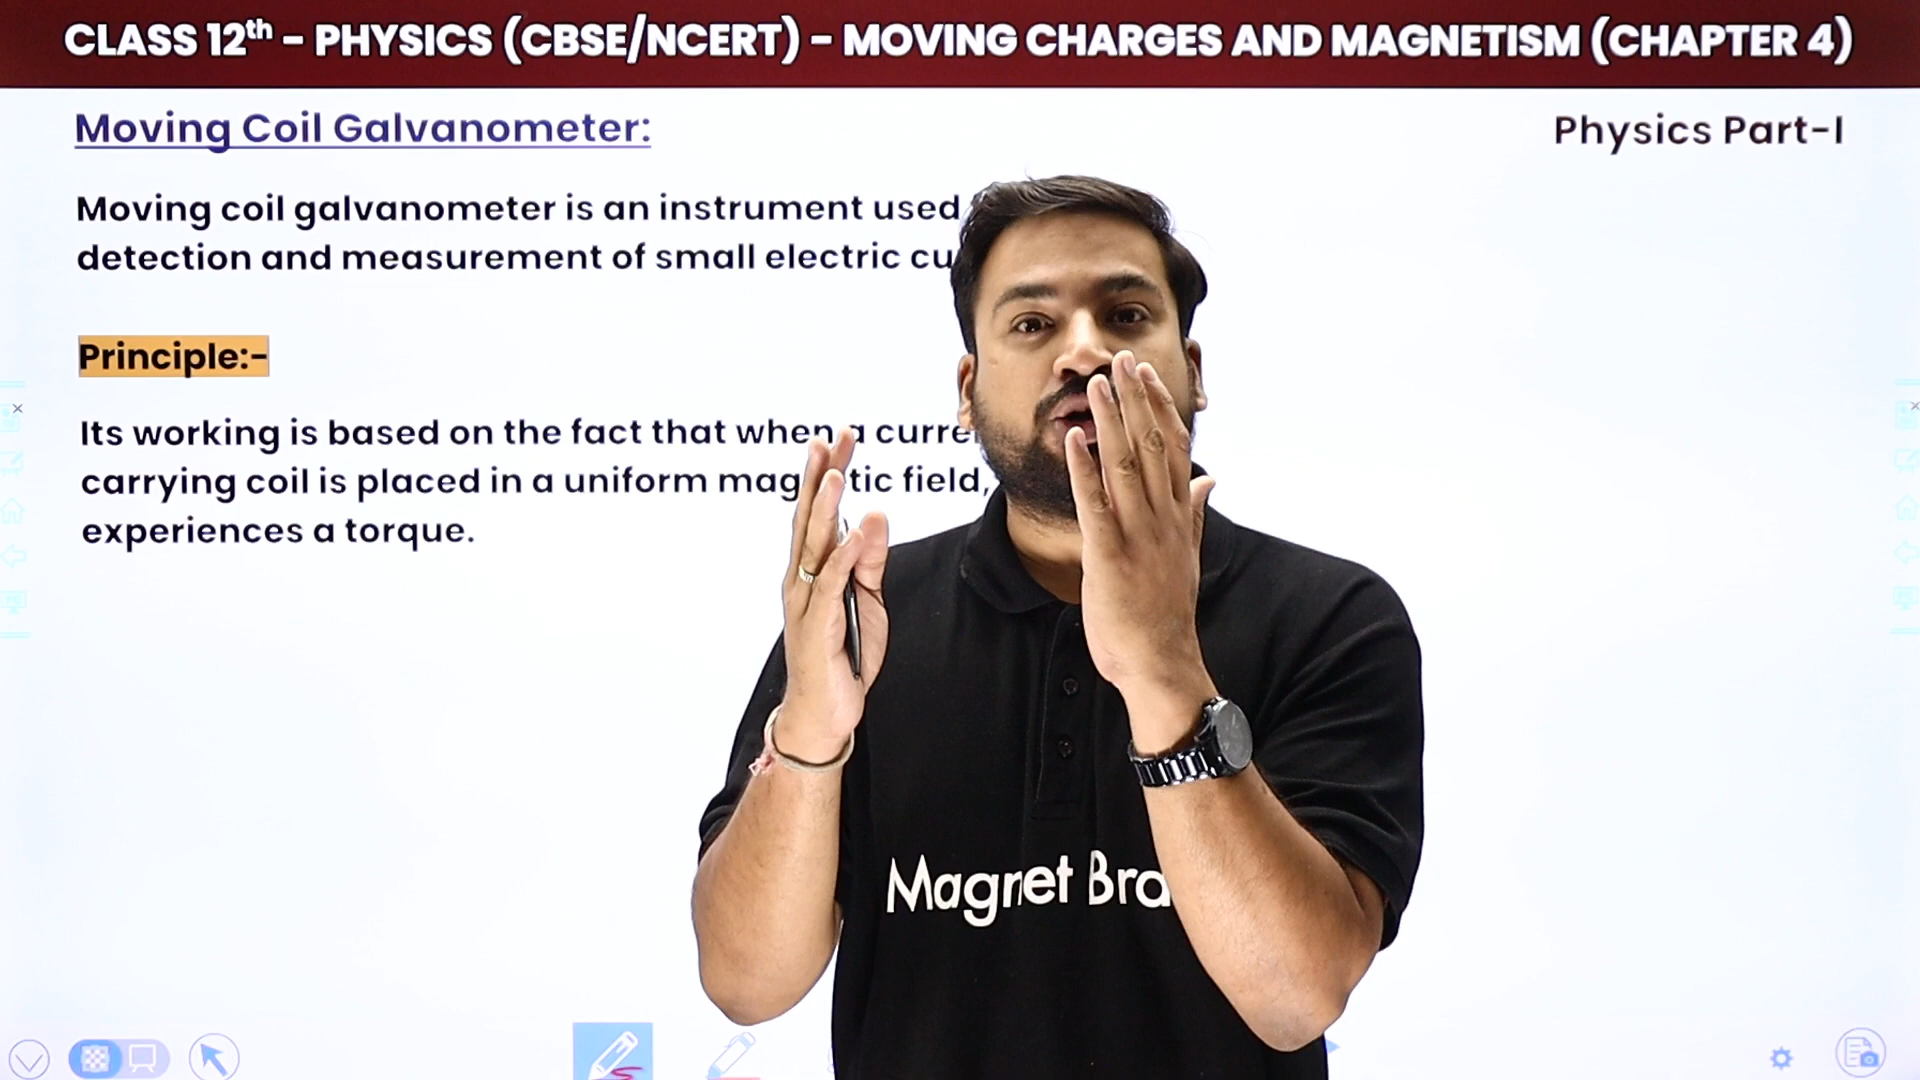 CLASS 12th - PHYSICS (CBSE/NCERT) - MOVING CHARGES AND MAGNETISM (CHAPTER 4)
Moving Coil Galvanometer:
Physics Part-I
Moving coil galvanometer is an instrument used
detection and measurement of small electric cu
Principle:-
Its working is based on the fact that when a curre
carrying coil is placed in a uniform mag tic field,
experiences a torque.
Magnet Bra